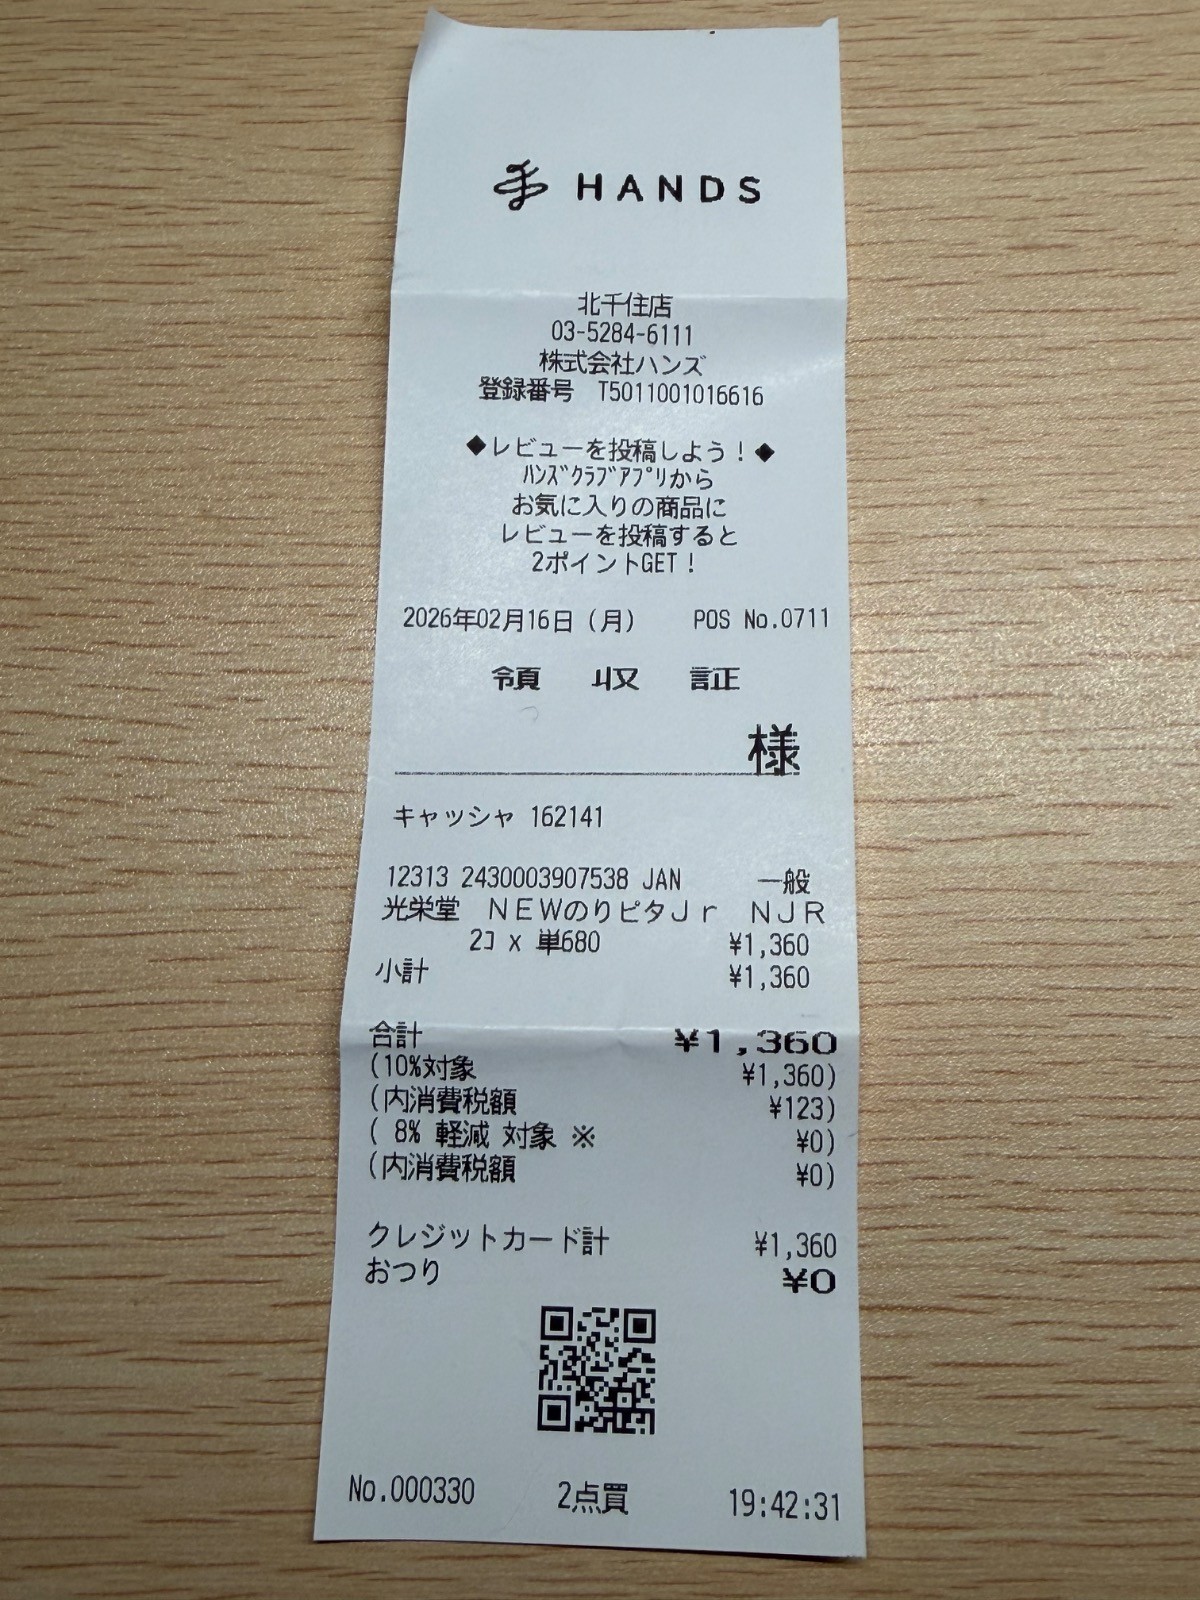 手 HANDS
北千住店
03-5284-6111
株式会社ハンズ
登録番号 T5011001016616
◆レビューを投稿しよう!◆
ﾊﾝｽﾞｸﾗﾌﾞｱﾌﾟﾘから
お気に入りの商品に
レビューを投稿すると
2ポイントGET!
2026年02月16日(月) POS No.0711
領 収 証
様
キャッシャ 162141
12313 2430003907538 JAN 一般
光栄堂 NEWのりピタJr NJR
2コ x 単680 ¥1,360
小計 ¥1,360
合計 ¥1,360
(10%対象 ¥1,360)
(内消費税額 ¥123)
( 8% 軽減 対象 ※ ¥0)
(内消費税額 ¥0)
クレジットカード計 ¥1,360
おつり ¥0
No.000330 2点買 19:42:31